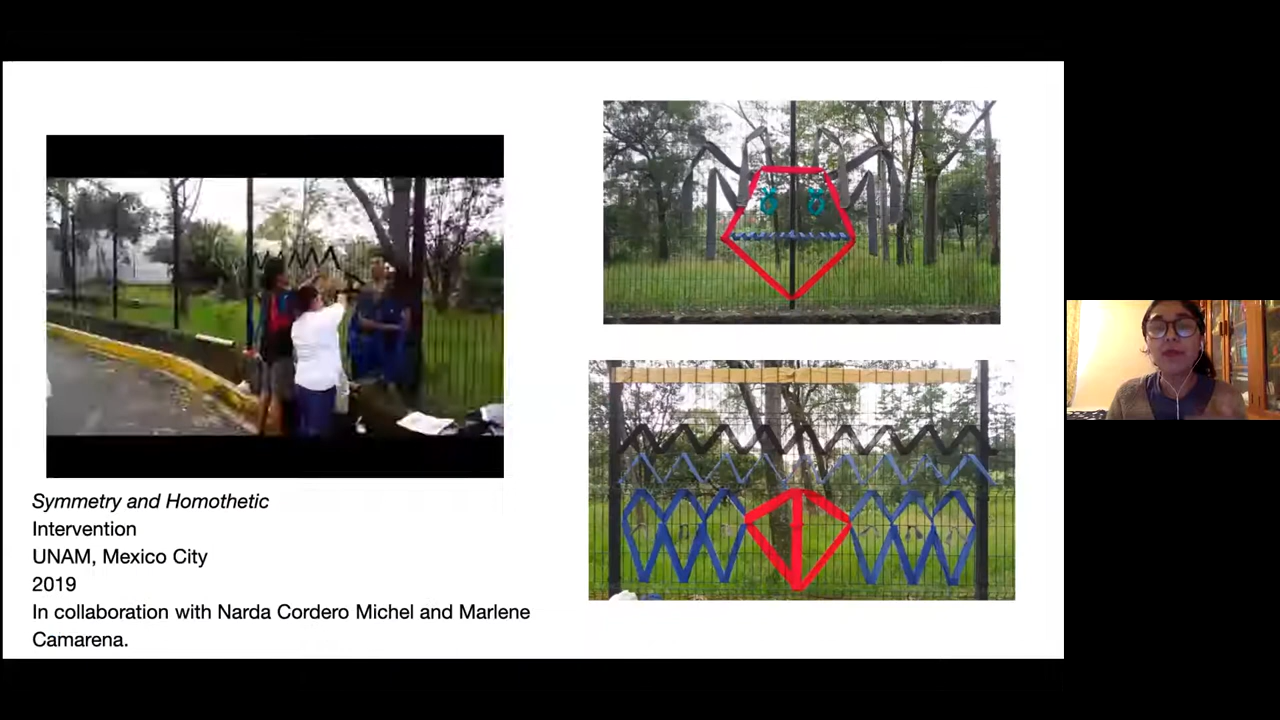 Symmetry and Homothetic
Intervention
UNAM, Mexico City
2019
In collaboration with Narda Cordero Michel and Marlene
Camarena.